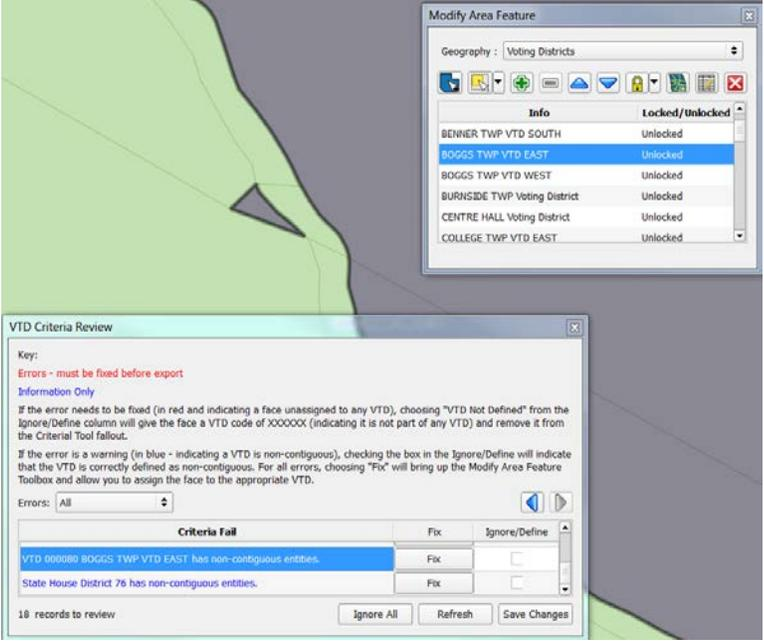 Modify Area Feature
Geography : Voting Districts
Info Locked/Unlocked
BENNER TWP VTD SOUTH Unlocked
BOGGS TWP VTD EAST Unlocked
BOGGS TWP VTD WEST Unlocked
BURNSIDE TWP Voting District Unlocked
CENTRE HALL Voting District Unlocked
COLLEGE TWP VTD EAST Unlocked
VTD Criteria Review
Key:
Errors - must be fixed before export
Information Only
If the error needs to be fixed (in red and indicating a face unassigned to any VTD), choosing "VTD Not Defined" from the
Ignore/Define column will give the face a VTD code of XXXXXX (indicating it is not part of any VTD) and remove it from
the Criterial Tool fallout.
If the error is a warning (in blue - indicating a VTD is non-contiguous), checking the box in the Ignore/Define will indicate
that the VTD is correctly defined as non-contiguous. For all errors, choosing "Fix" will bring up the Modify Area Feature
Toolbox and allow you to assign the face to the appropriate VTD.
Errors: All
Criteria Fail Fix Ignore/Define
VTD 000080 BOGGS TWP VTD EAST has non-contiguous entities. Fix
State House District 76 has non-contiguous entities. Fix
18 records to review Ignore All Refresh Save Changes